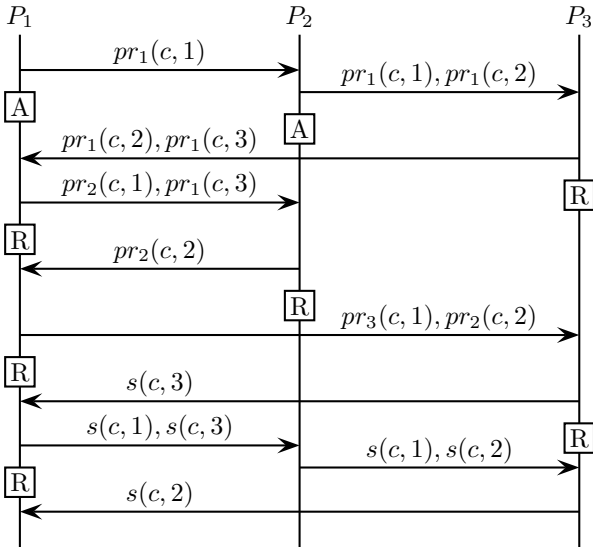 P₁ P₂ P₃
pr₁(c, 1)
pr₁(c, 1), pr₁(c, 2)
A
A
pr₁(c, 2), pr₁(c, 3)
pr₂(c, 1), pr₁(c, 3)
R
R
pr₂(c, 2)
R
pr₃(c, 1), pr₂(c, 2)
R
s(c, 3)
s(c, 1), s(c, 3)
R
s(c, 1), s(c, 2)
R
s(c, 2)